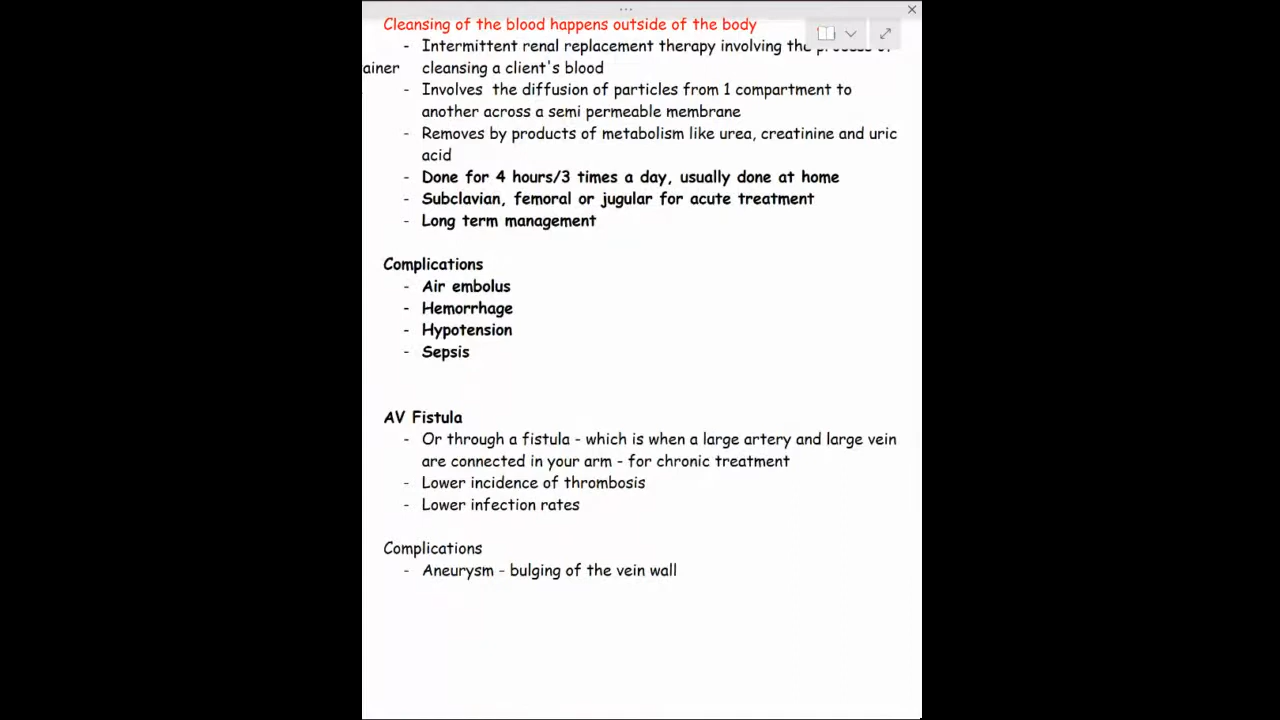 Cleansing of the blood happens outside of the body
- Intermittent renal replacement therapy involving the
ainer cleansing a client's blood
- Involves the diffusion of particles from 1 compartment to
another across a semi permeable membrane
- Removes by products of metabolism like urea, creatinine and uric
acid
- Done for 4 hours/3 times a day, usually done at home
- Subclavian, femoral or jugular for acute treatment
- Long term management
Complications
- Air embolus
- Hemorrhage
- Hypotension
- Sepsis
AV Fistula
- Or through a fistula - which is when a large artery and large vein
are connected in your arm - for chronic treatment
- Lower incidence of thrombosis
- Lower infection rates
Complications
- Aneurysm - bulging of the vein wall